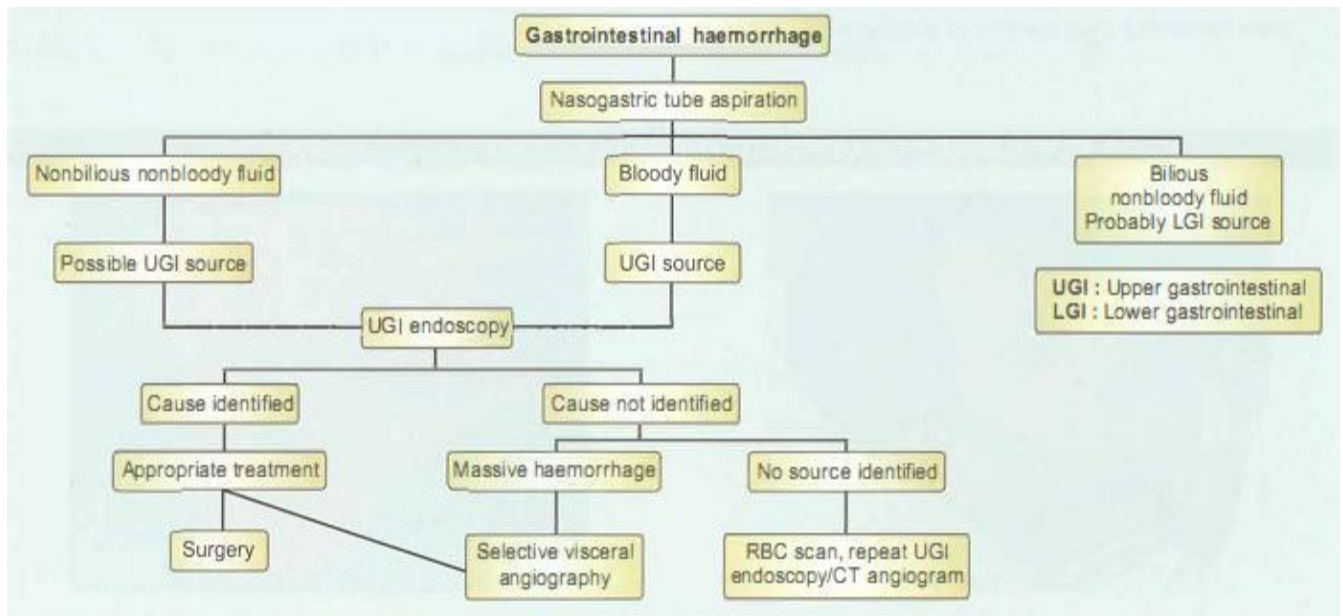 Gastrointestinal haemorrhage
Nasogastric tube aspiration
Nonbilious nonbloody fluid
Bloody fluid
Bilious
nonbloody fluid
Probably LGI source
Possible UGI source
UGI source
UGI : Upper gastrointestinal
LGI : Lower gastrointestinal
UGI endoscopy
Cause identified
Cause not identified
Appropriate treatment
Massive haemorrhage
No source identified
Surgery
Selective visceral
angiography
RBC scan, repeat UGI
endoscopy/CT angiogram